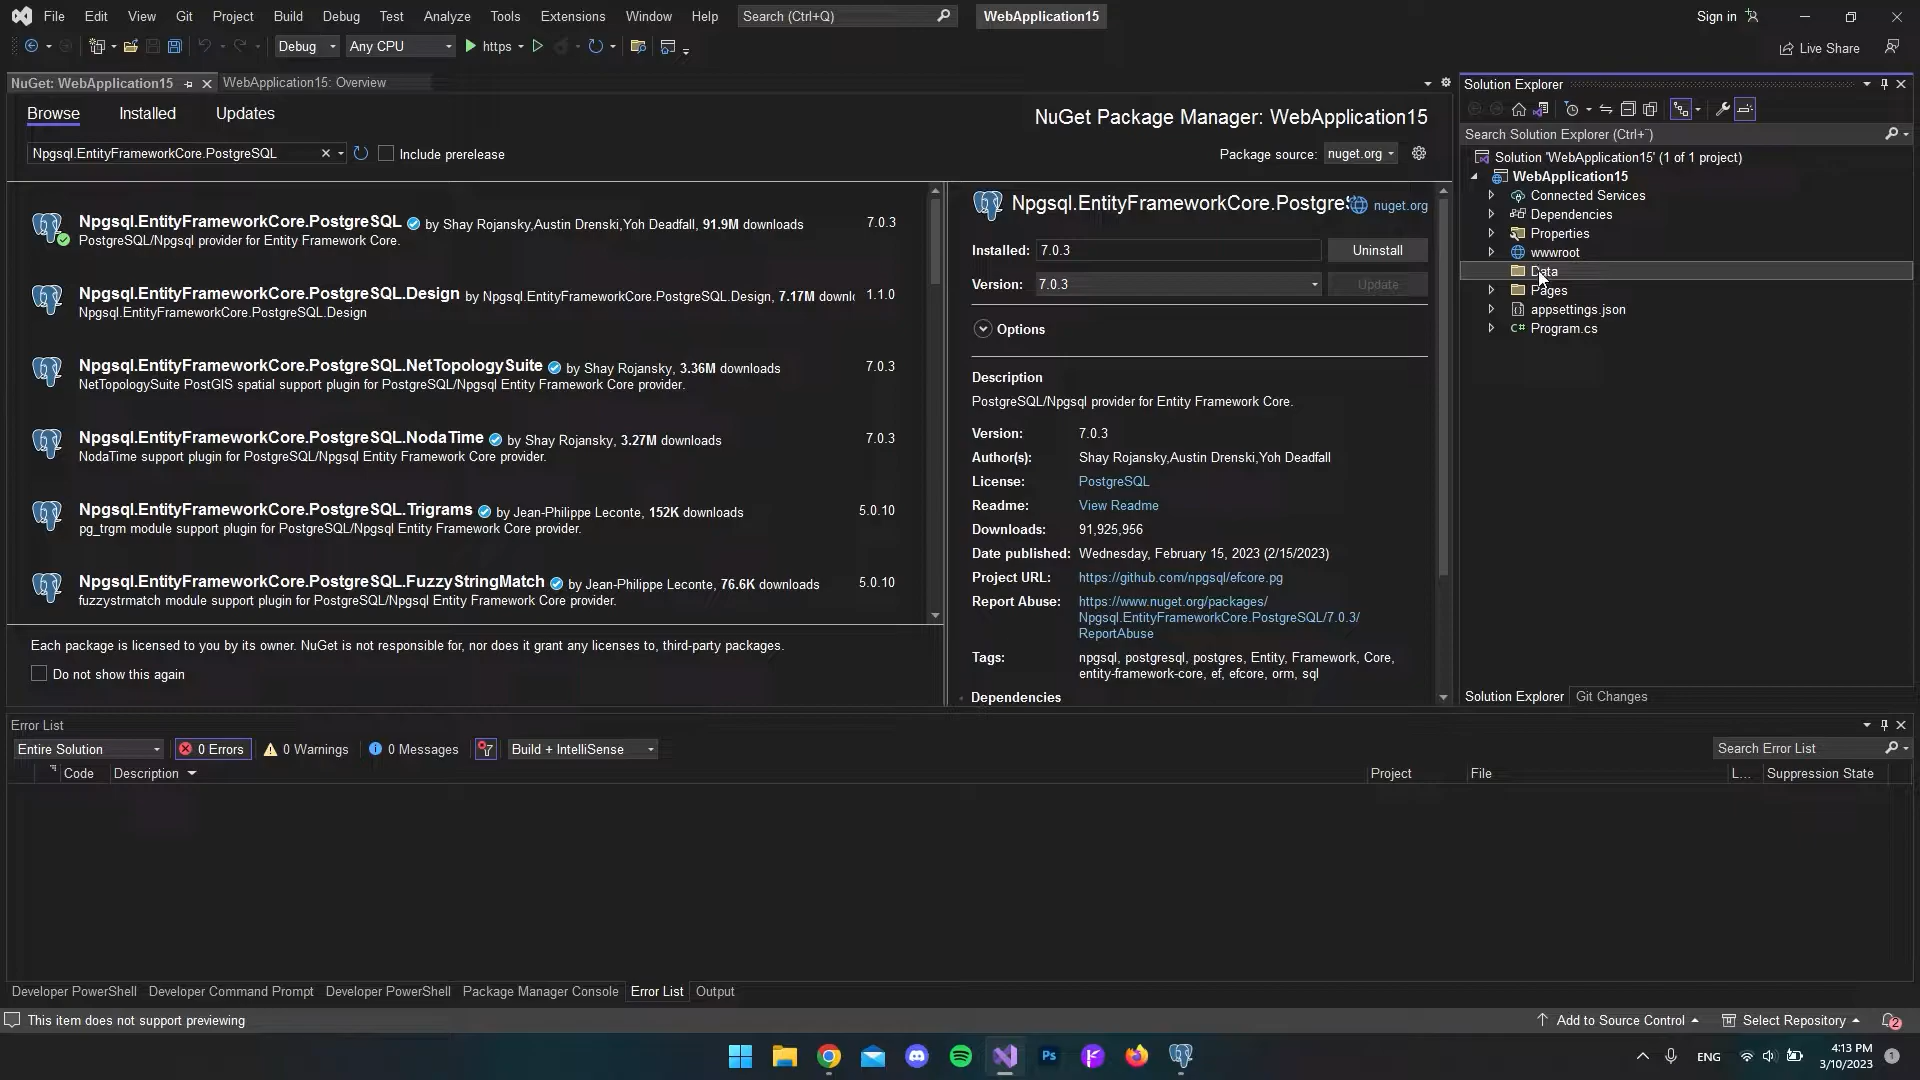 File Edit View Git Project Build Debug Test Analyze Tools Extensions Window Help Search (Ctrl+Q) WebApplication15 Sign in
Debug Any CPU https Live Share
NuGet: WebApplication15 WebApplication15: Overview
Browse Installed Updates
NuGet Package Manager: WebApplication15
Npgsql.EntityFrameworkCore.PostgreSQL Include prerelease
Package source: nuget.org
Npgsql.EntityFrameworkCore.PostgreSQL by Shay Rojansky,Austin Drenski,Yoh Deadfall, 91.9M downloads 7.0.3
PostgreSQL/Npgsql provider for Entity Framework Core.
Npgsql.EntityFrameworkCore.PostgreSQL.Design by Npgsql.EntityFrameworkCore.PostgreSQL.Design, 7.17M downlo 1.1.0
Npgsql.EntityFrameworkCore.PostgreSQL.Design
Npgsql.EntityFrameworkCore.PostgreSQL.NetTopologySuite by Shay Rojansky, 3.36M downloads 7.0.3
NetTopologySuite PostGIS spatial support plugin for PostgreSQL/Npgsql Entity Framework Core provider.
Npgsql.EntityFrameworkCore.PostgreSQL.NodaTime by Shay Rojansky, 3.27M downloads 7.0.3
NodaTime support plugin for PostgreSQL/Npgsql Entity Framework Core provider.
Npgsql.EntityFrameworkCore.PostgreSQL.Trigrams by Jean-Philippe Leconte, 152K downloads 5.0.10
pg_trgm module support plugin for PostgreSQL/Npgsql Entity Framework Core provider.
Npgsql.EntityFrameworkCore.PostgreSQL.FuzzyStringMatch by Jean-Philippe Leconte, 76.6K downloads 5.0.10
fuzzystrmatch module support plugin for PostgreSQL/Npgsql Entity Framework Core provider.
Each package is licensed to you by its owner. NuGet is not responsible for, nor does it grant any licenses to, third-party packages.
Do not show this again
Npgsql.EntityFrameworkCore.Postgre nuget.org
Installed: 7.0.3 Uninstall
Version: 7.0.3 Update
Options
Description
PostgreSQL/Npgsql provider for Entity Framework Core.
Version: 7.0.3
Author(s): Shay Rojansky,Austin Drenski,Yoh Deadfall
License: PostgreSQL
Readme: View Readme
Downloads: 91,925,956
Date published: Wednesday, February 15, 2023 (2/15/2023)
Project URL: https://github.com/npgsql/efcore.pg
Report Abuse: https://www.nuget.org/packages/
Npgsql.EntityFrameworkCore.PostgreSQL/7.0.3/
ReportAbuse
Tags: npgsql, postgresql, postgres, Entity, Framework, Core,
entity-framework-core, ef, efcore, orm, sql
Dependencies
Solution Explorer
Search Solution Explorer (Ctrl+¨)
Solution 'WebApplication15' (1 of 1 project)
WebApplication15
Connected Services
Dependencies
Properties
wwwroot
Data
Pages
appsettings.json
C# Program.cs
Solution Explorer Git Changes
Error List
Entire Solution 0 Errors 0 Warnings 0 Messages Build + IntelliSense Search Error List
Code Description Project File L... Suppression State
Developer PowerShell Developer Command Prompt Developer PowerShell Package Manager Console Error List Output
This item does not support previewing Add to Source Control Select Repository 2
Ps ENG 4:13 PM 1
3/10/2023